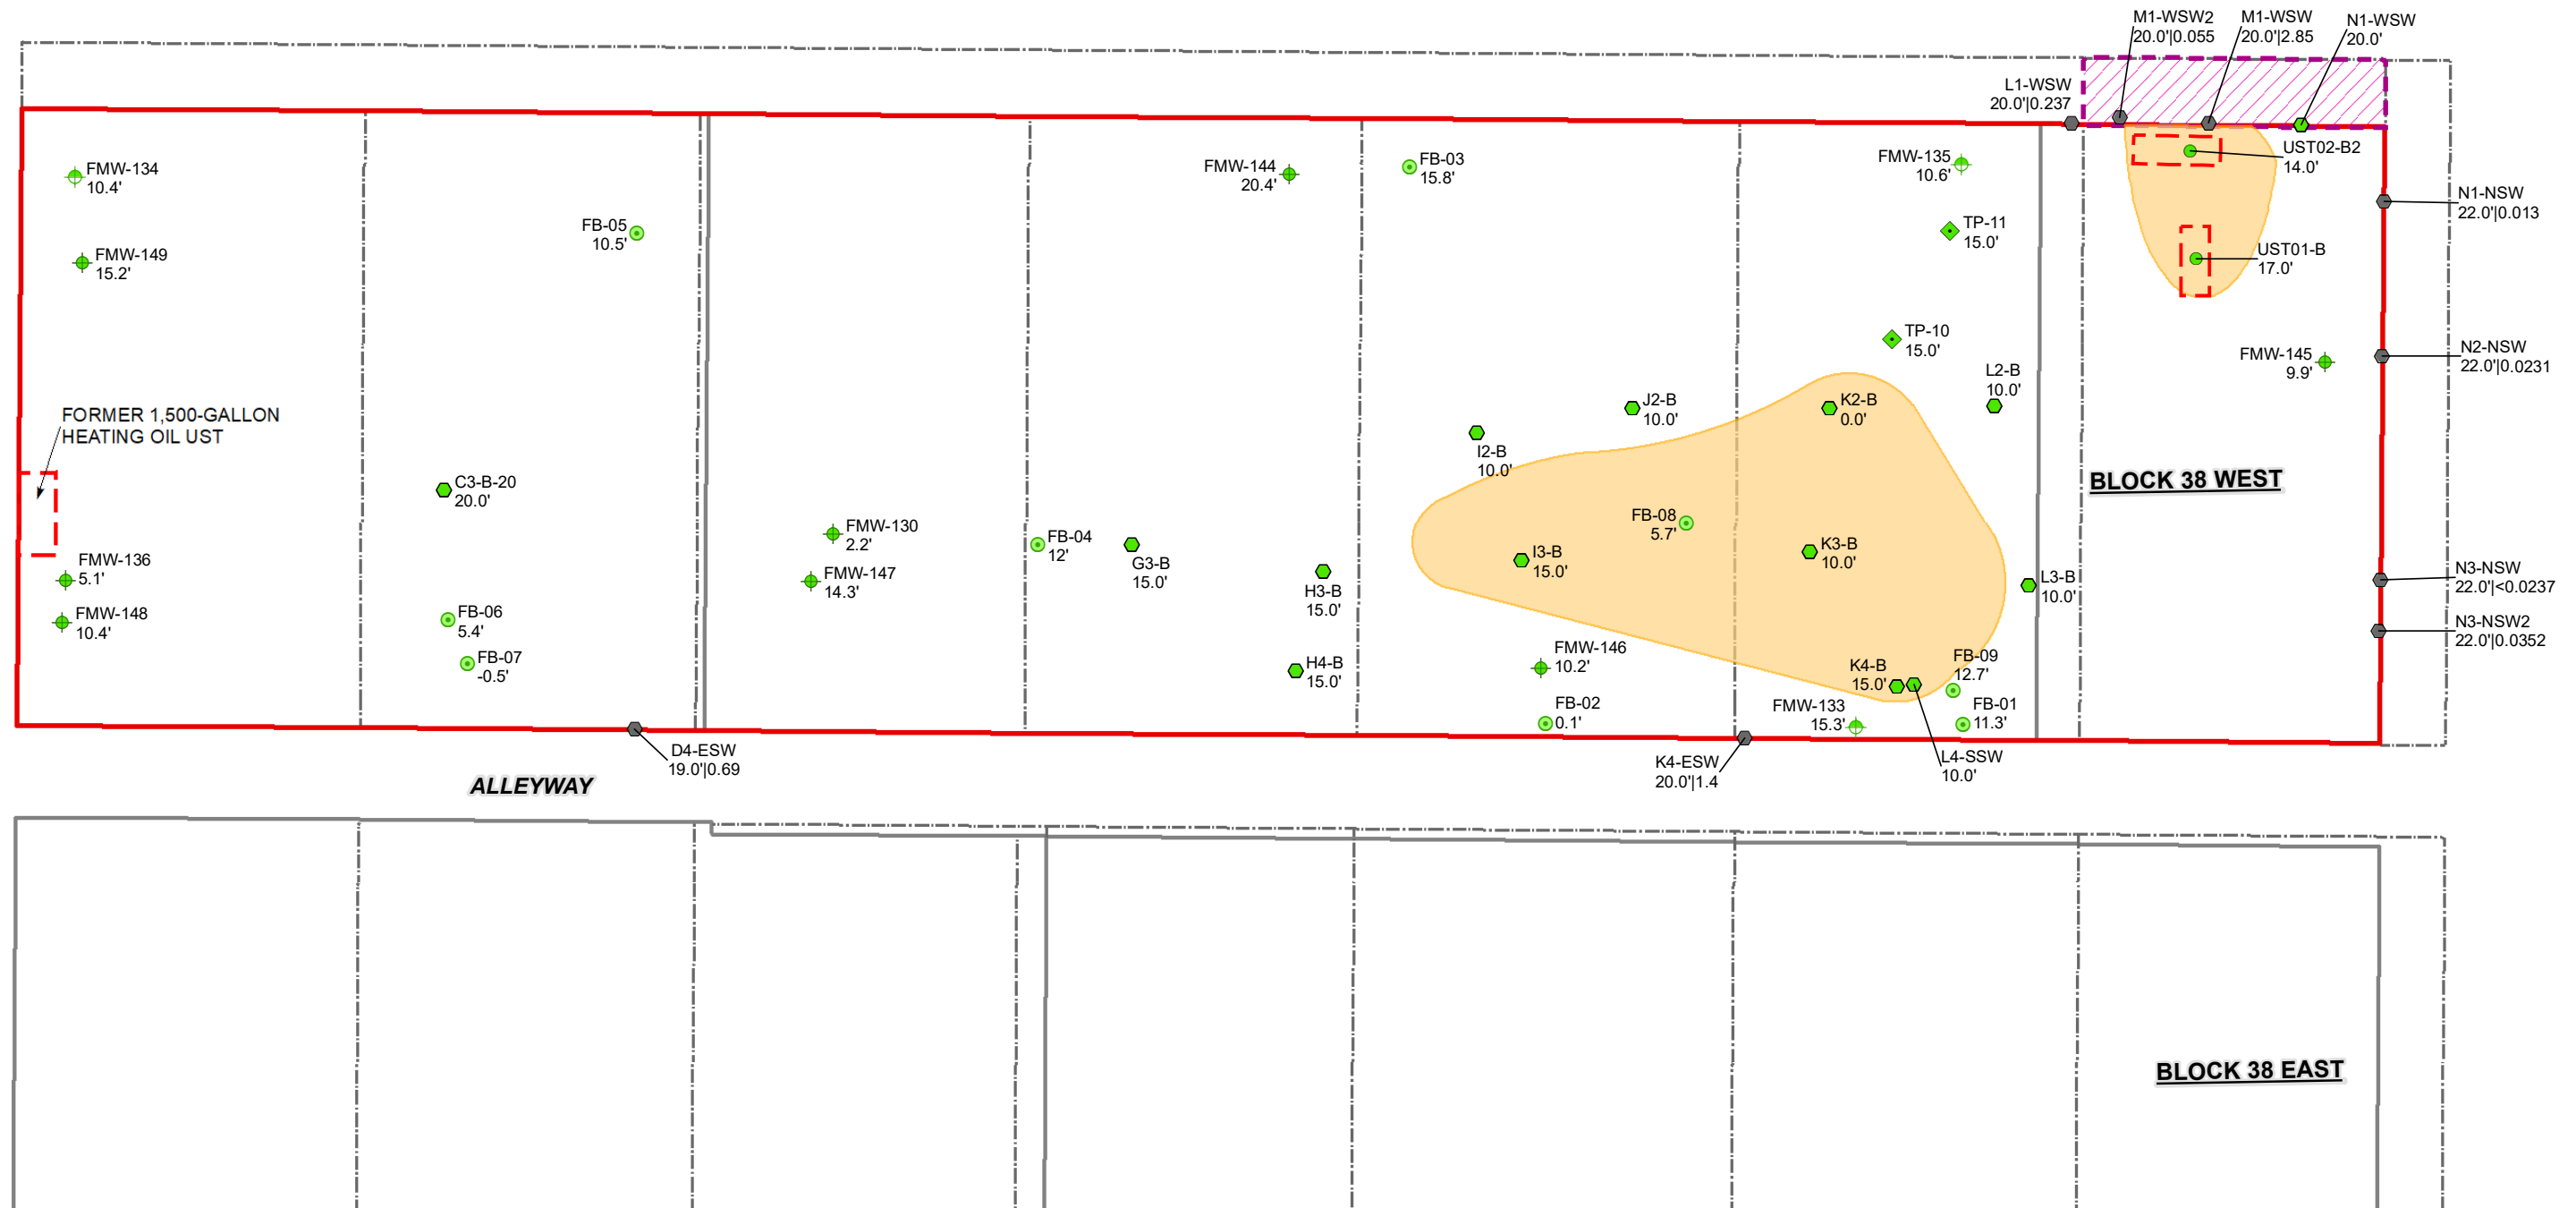 M1-WSW2
20.0'|0.055
M1-WSW
20.0'|2.85
N1-WSW
20.0'
L1-WSW
20.0'|0.237
UST02-B2
14.0'
FMW-134
10.4'
FMW-144
20.4'
FB-03
15.8'
FMW-135
10.6'
N1-NSW
22.0'|0.013
FB-05
10.5'
TP-11
15.0'
FMW-149
15.2'
UST01-B
17.0'
TP-10
15.0'
FMW-145
9.9'
N2-NSW
22.0'|0.0231
L2-B
10.0'
J2-B
10.0'
K2-B
0.0'
FORMER 1,500-GALLON
HEATING OIL UST
I2-B
10.0'
BLOCK 38 WEST
C3-B-20
20.0'
FB-08
5.7'
FMW-130
2.2'
FB-04
12'
G3-B
15.0'
I3-B
15.0'
K3-B
10.0'
FMW-136
5.1'
FMW-147
14.3'
H3-B
15.0'
L3-B
10.0'
N3-NSW
22.0'|<0.0237
FMW-148
10.4'
FB-06
5.4'
N3-NSW2
22.0'|0.0352
FB-07
-0.5'
H4-B
15.0'
FMW-146
10.2'
K4-B
15.0'
FB-09
12.7'
FB-02
0.1'
FMW-133
15.3'
FB-01
11.3'
D4-ESW
19.0'|0.69
K4-ESW
20.0'|1.4
L4-SSW
10.0'
ALLEYWAY
BLOCK 38 EAST